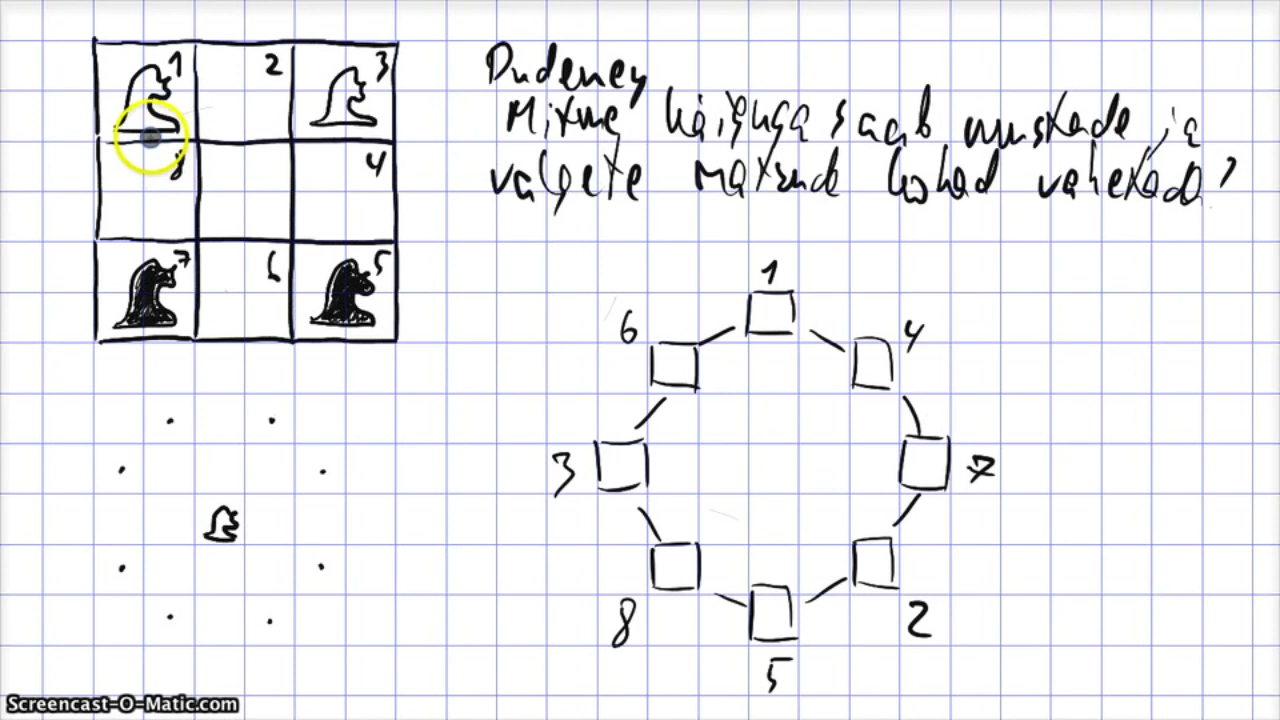 Dudeney
Mitme käiguga saab mustade ja
valgete ratsude kohad vahetada?
1 2 3
8 4
7 6 5
1
6 4
3 7
8 2
5
Screencast-O-Matic.com